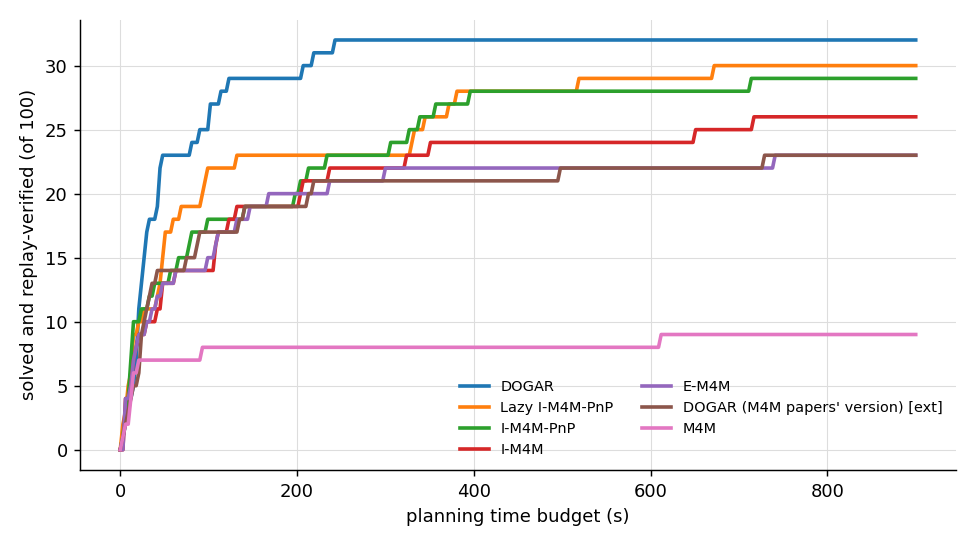 solved and replay-verified (of 100)
30
25
20
15
10
5
0
DOGAR
Lazy I-M4M-PnP
I-M4M-PnP
I-M4M
E-M4M
DOGAR (M4M papers' version) [ext]
M4M
0 200 400 600 800
planning time budget (s)